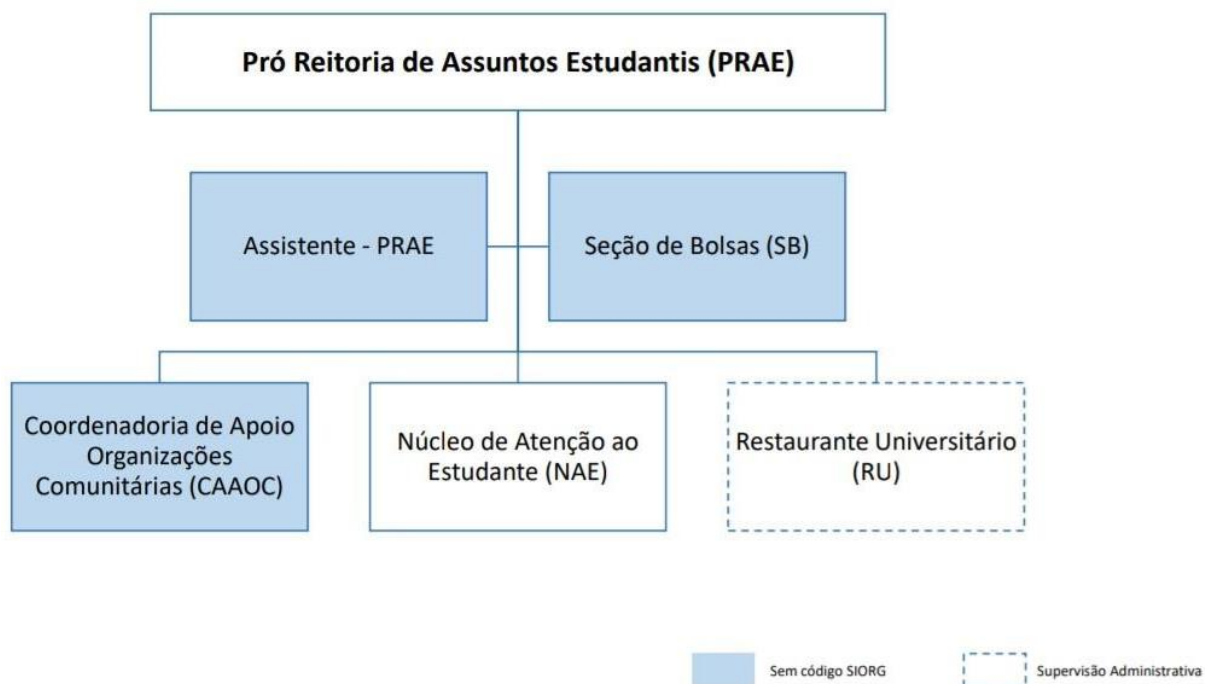 Pró Reitoria de Assuntos Estudantis (PRAE)
Assistente - PRAE
Seção de Bolsas (SB)
Coordenadoria de Apoio
Organizações
Comunitárias (CAAOC)
Núcleo de Atenção ao
Estudante (NAE)
Restaurante Universitário
(RU)
Sem código SIORG
Supervisão Administrativa